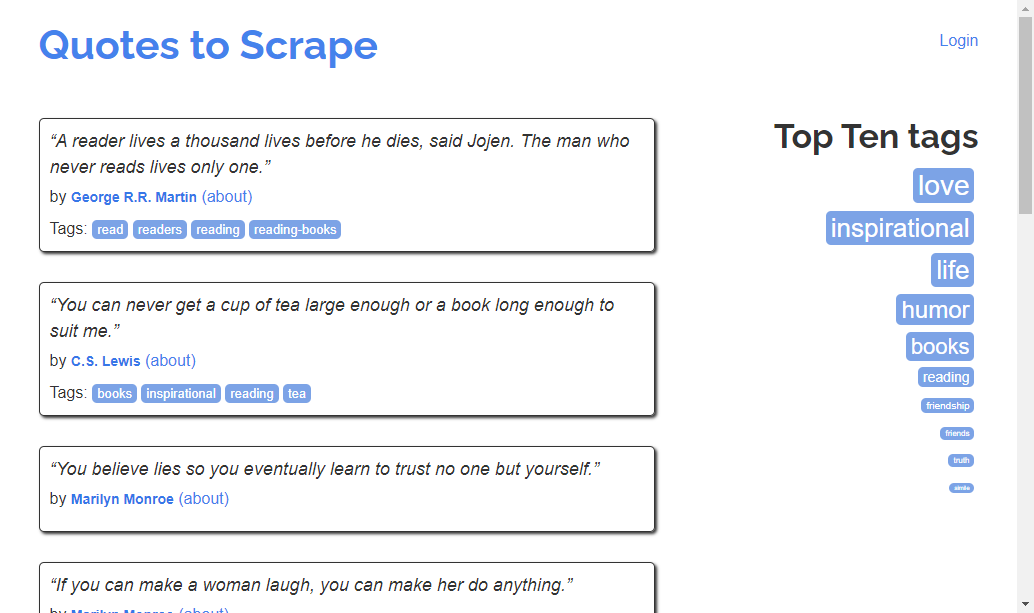 Quotes to Scrape
Login
“A reader lives a thousand lives before he dies, said Jojen. The man who
never reads lives only one.”
by George R.R. Martin (about)
Tags: read readers reading reading-books
“You can never get a cup of tea large enough or a book long enough to
suit me.”
by C.S. Lewis (about)
Tags: books inspirational reading tea
“You believe lies so you eventually learn to trust no one but yourself.”
by Marilyn Monroe (about)
“If you can make a woman laugh, you can make her do anything.”
by Marilyn Monroe (about)
Top Ten tags
love
inspirational
life
humor
books
reading
friendship
friends
truth
simile